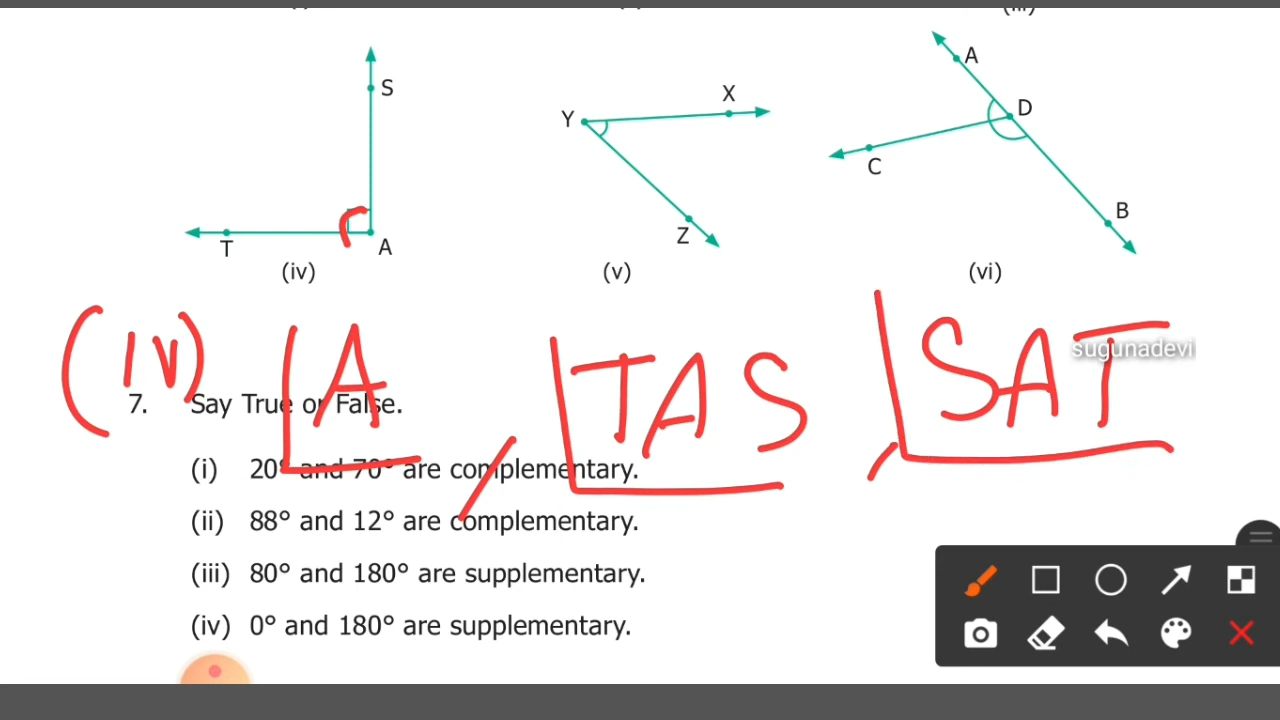 S
X
A
D
Y
C
B
T
A
Z
(iv)
(v)
(vi)
(IV) A, TAS, SAT
sugunadevi
7. Say True or False.
(i) 20° and 70° are complementary.
(ii) 88° and 12° are complementary.
(iii) 80° and 180° are supplementary.
(iv) 0° and 180° are supplementary.